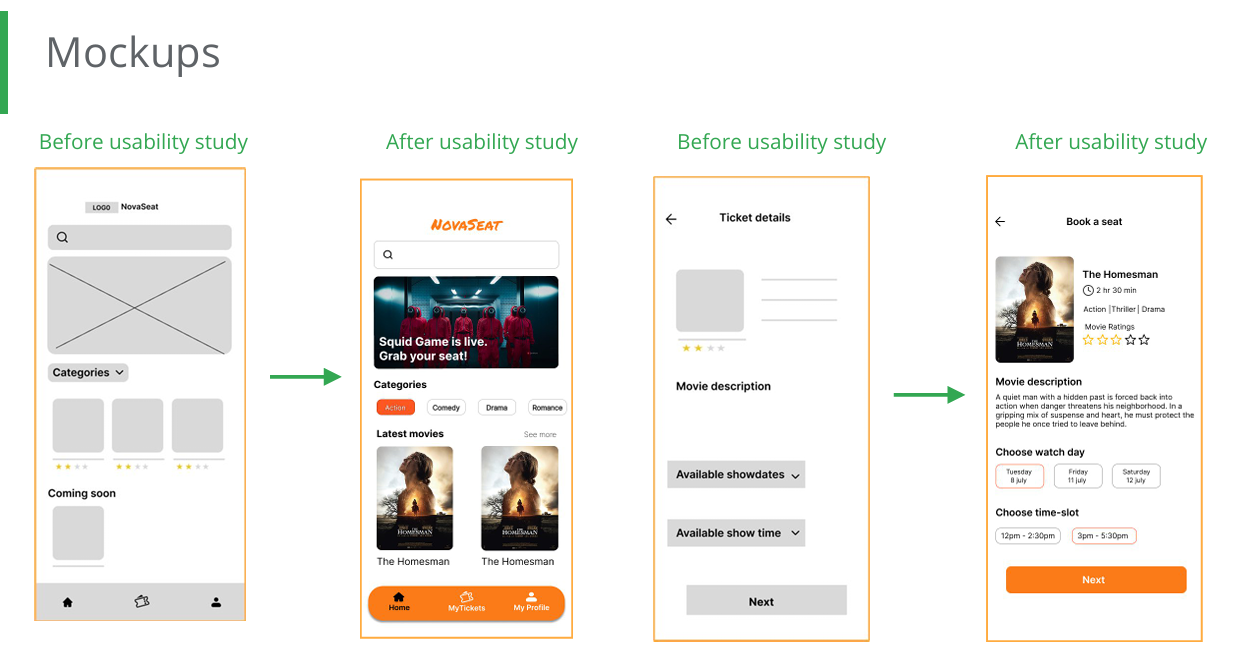 Mockups
Before usability study
After usability study
Before usability study
After usability study
LOGO NovaSeat
Categories
Coming soon
NovaSeat
Squid Game is live.
Grab your seat!
Categories
Action Comedy Drama Romance
Latest movies See more
THE
HOMESMAN
THE
HOMESMAN
The Homesman The Homesman
Home MyTickets My Profile
Ticket details
Movie description
Available showdates
Available show time
Next
Book a seat
THE
HOMESMAN
The Homesman
2 hr 30 min
Action |Thriller| Drama
Movie Ratings
Movie description
A quiet man with a hidden past is forced back into
action when danger threatens his neighborhood. In a
gripping mix of suspense and heart, he must protect the
people he once tried to leave behind.
Choose watch day
Tuesday
8 july
Friday
11 july
Saturday
12 july
Choose time-slot
12pm - 2:30pm 3pm - 5:30pm
Next